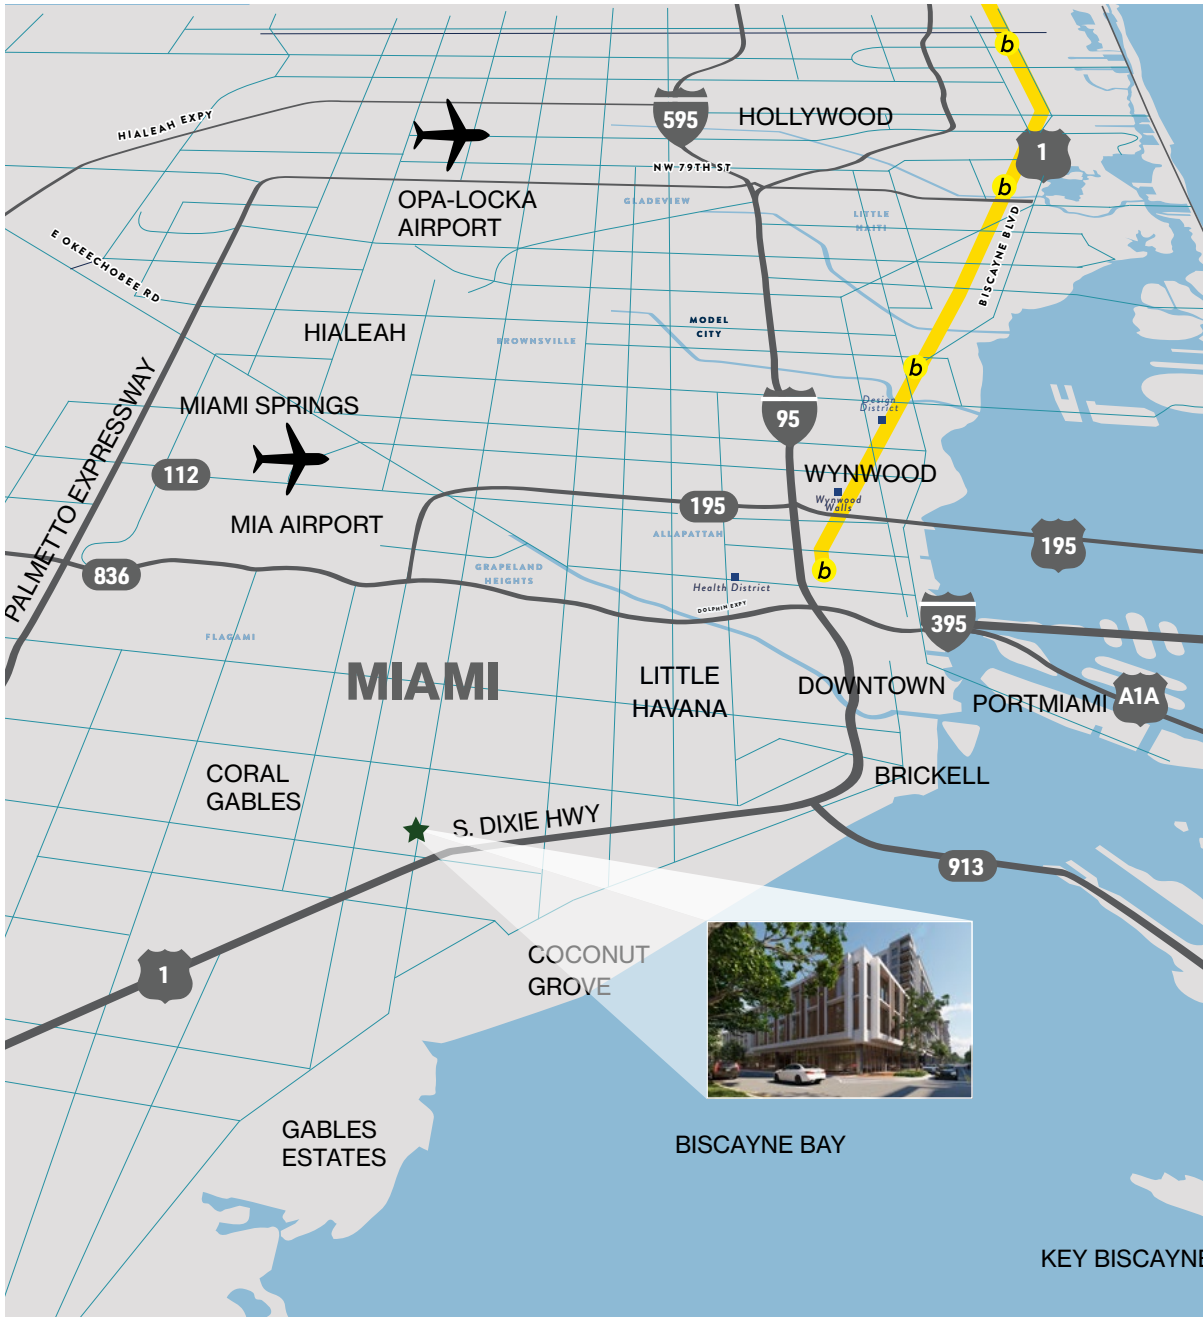 b
HIALEAH EXPY
595
HOLLYWOOD
1
NW 79TH ST
b
OPA-LOCKA
AIRPORT
GLADEVIEW
LITTLE
HAITI
BISCAYNE BLVD
E OKEECHOBEE RD
HIALEAH
BROWNSVILLE
MODEL
CITY
b
PALMETTO EXPRESSWAY
MIAMI SPRINGS
Design
District
95
112
WYNWOOD
MIA AIRPORT
195
Wynwood
Walls
ALLAPATTAH
195
836
GRAPELAND
HEIGHTS
Health District
b
DOLPHIN EXPY
395
FLAGAMI
MIAMI
LITTLE
HAVANA
DOWNTOWN
PORTMIAMI
A1A
CORAL
GABLES
BRICKELL
S. DIXIE HWY
913
COCONUT
GROVE
1
GABLES
ESTATES
BISCAYNE BAY
KEY BISCAYNE